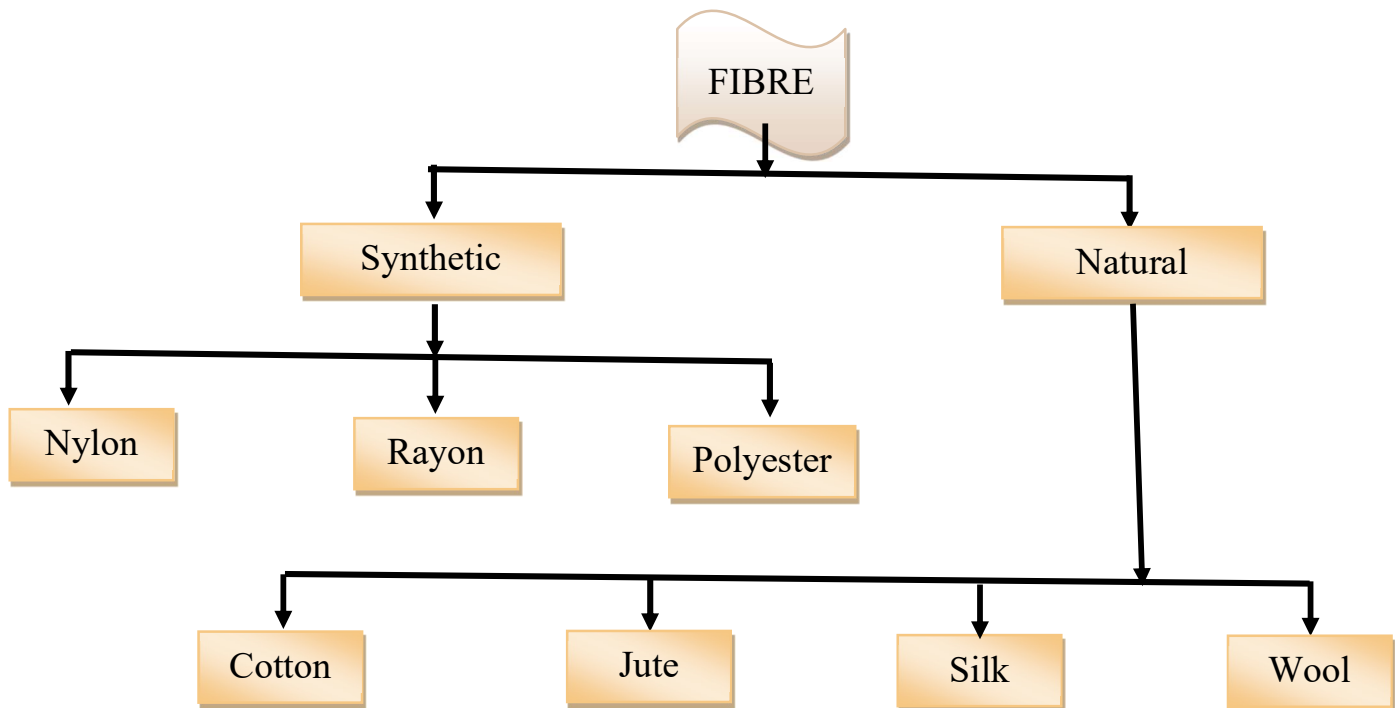 FIBRE
Synthetic
Natural
Nylon
Rayon
Polyester
Cotton
Jute
Silk
Wool